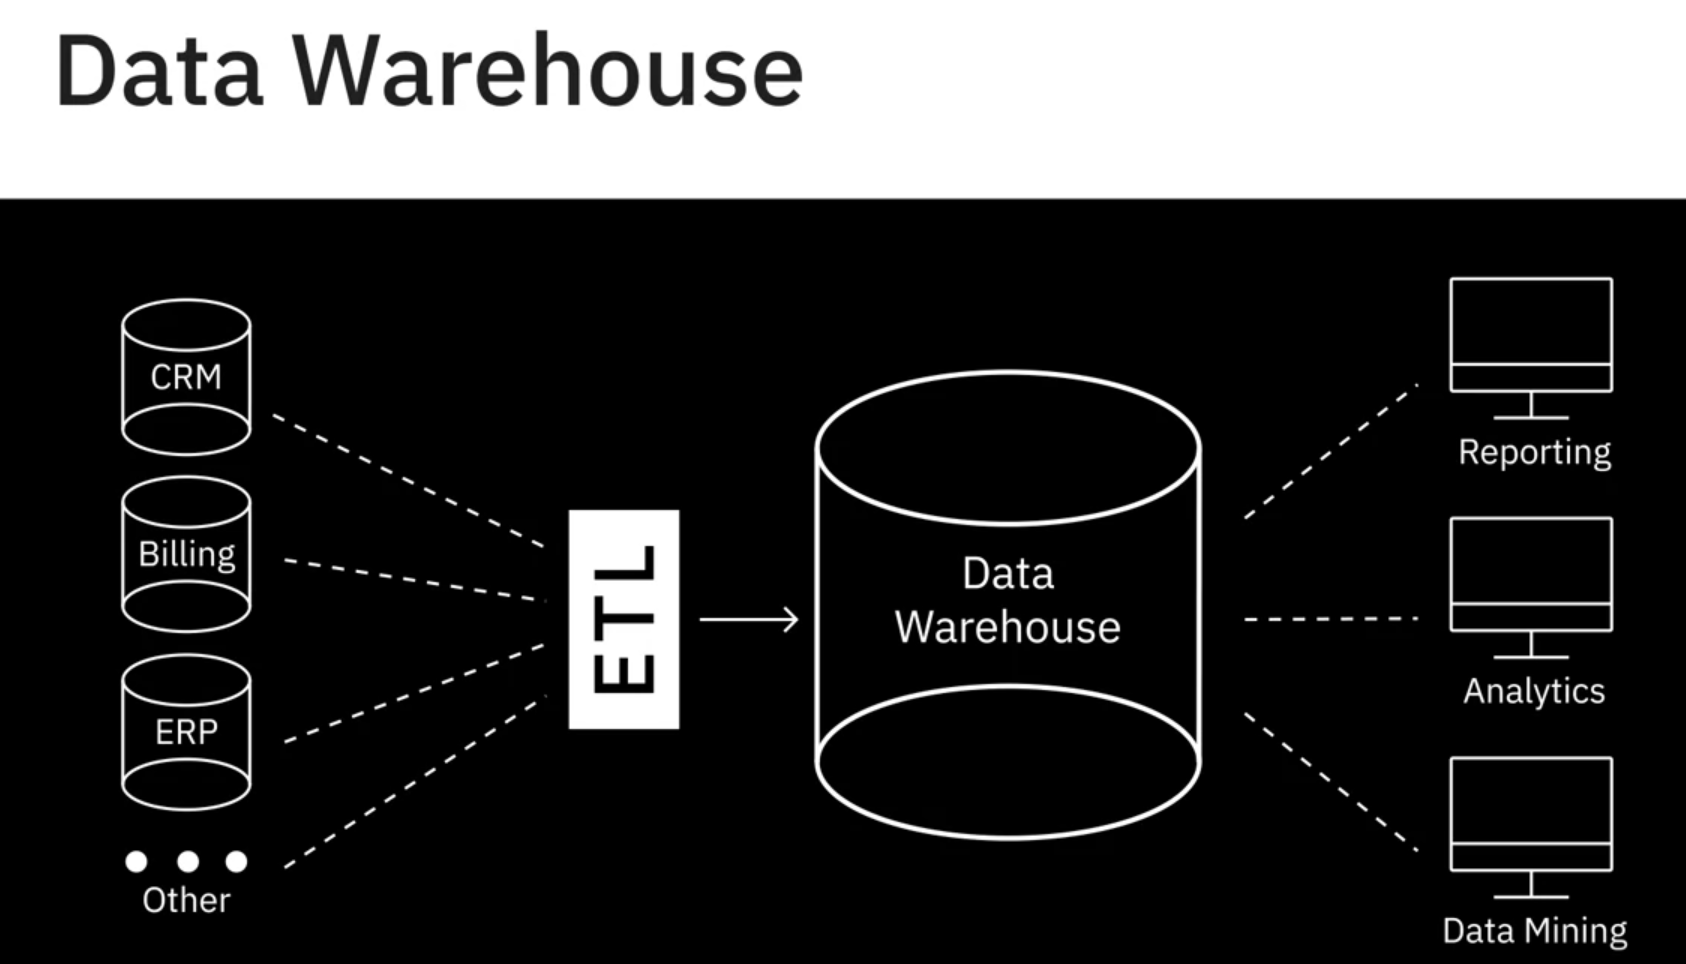 Data Warehouse
CRM
Billing
ERP
Other
ETL
Data
Warehouse
Reporting
Analytics
Data Mining